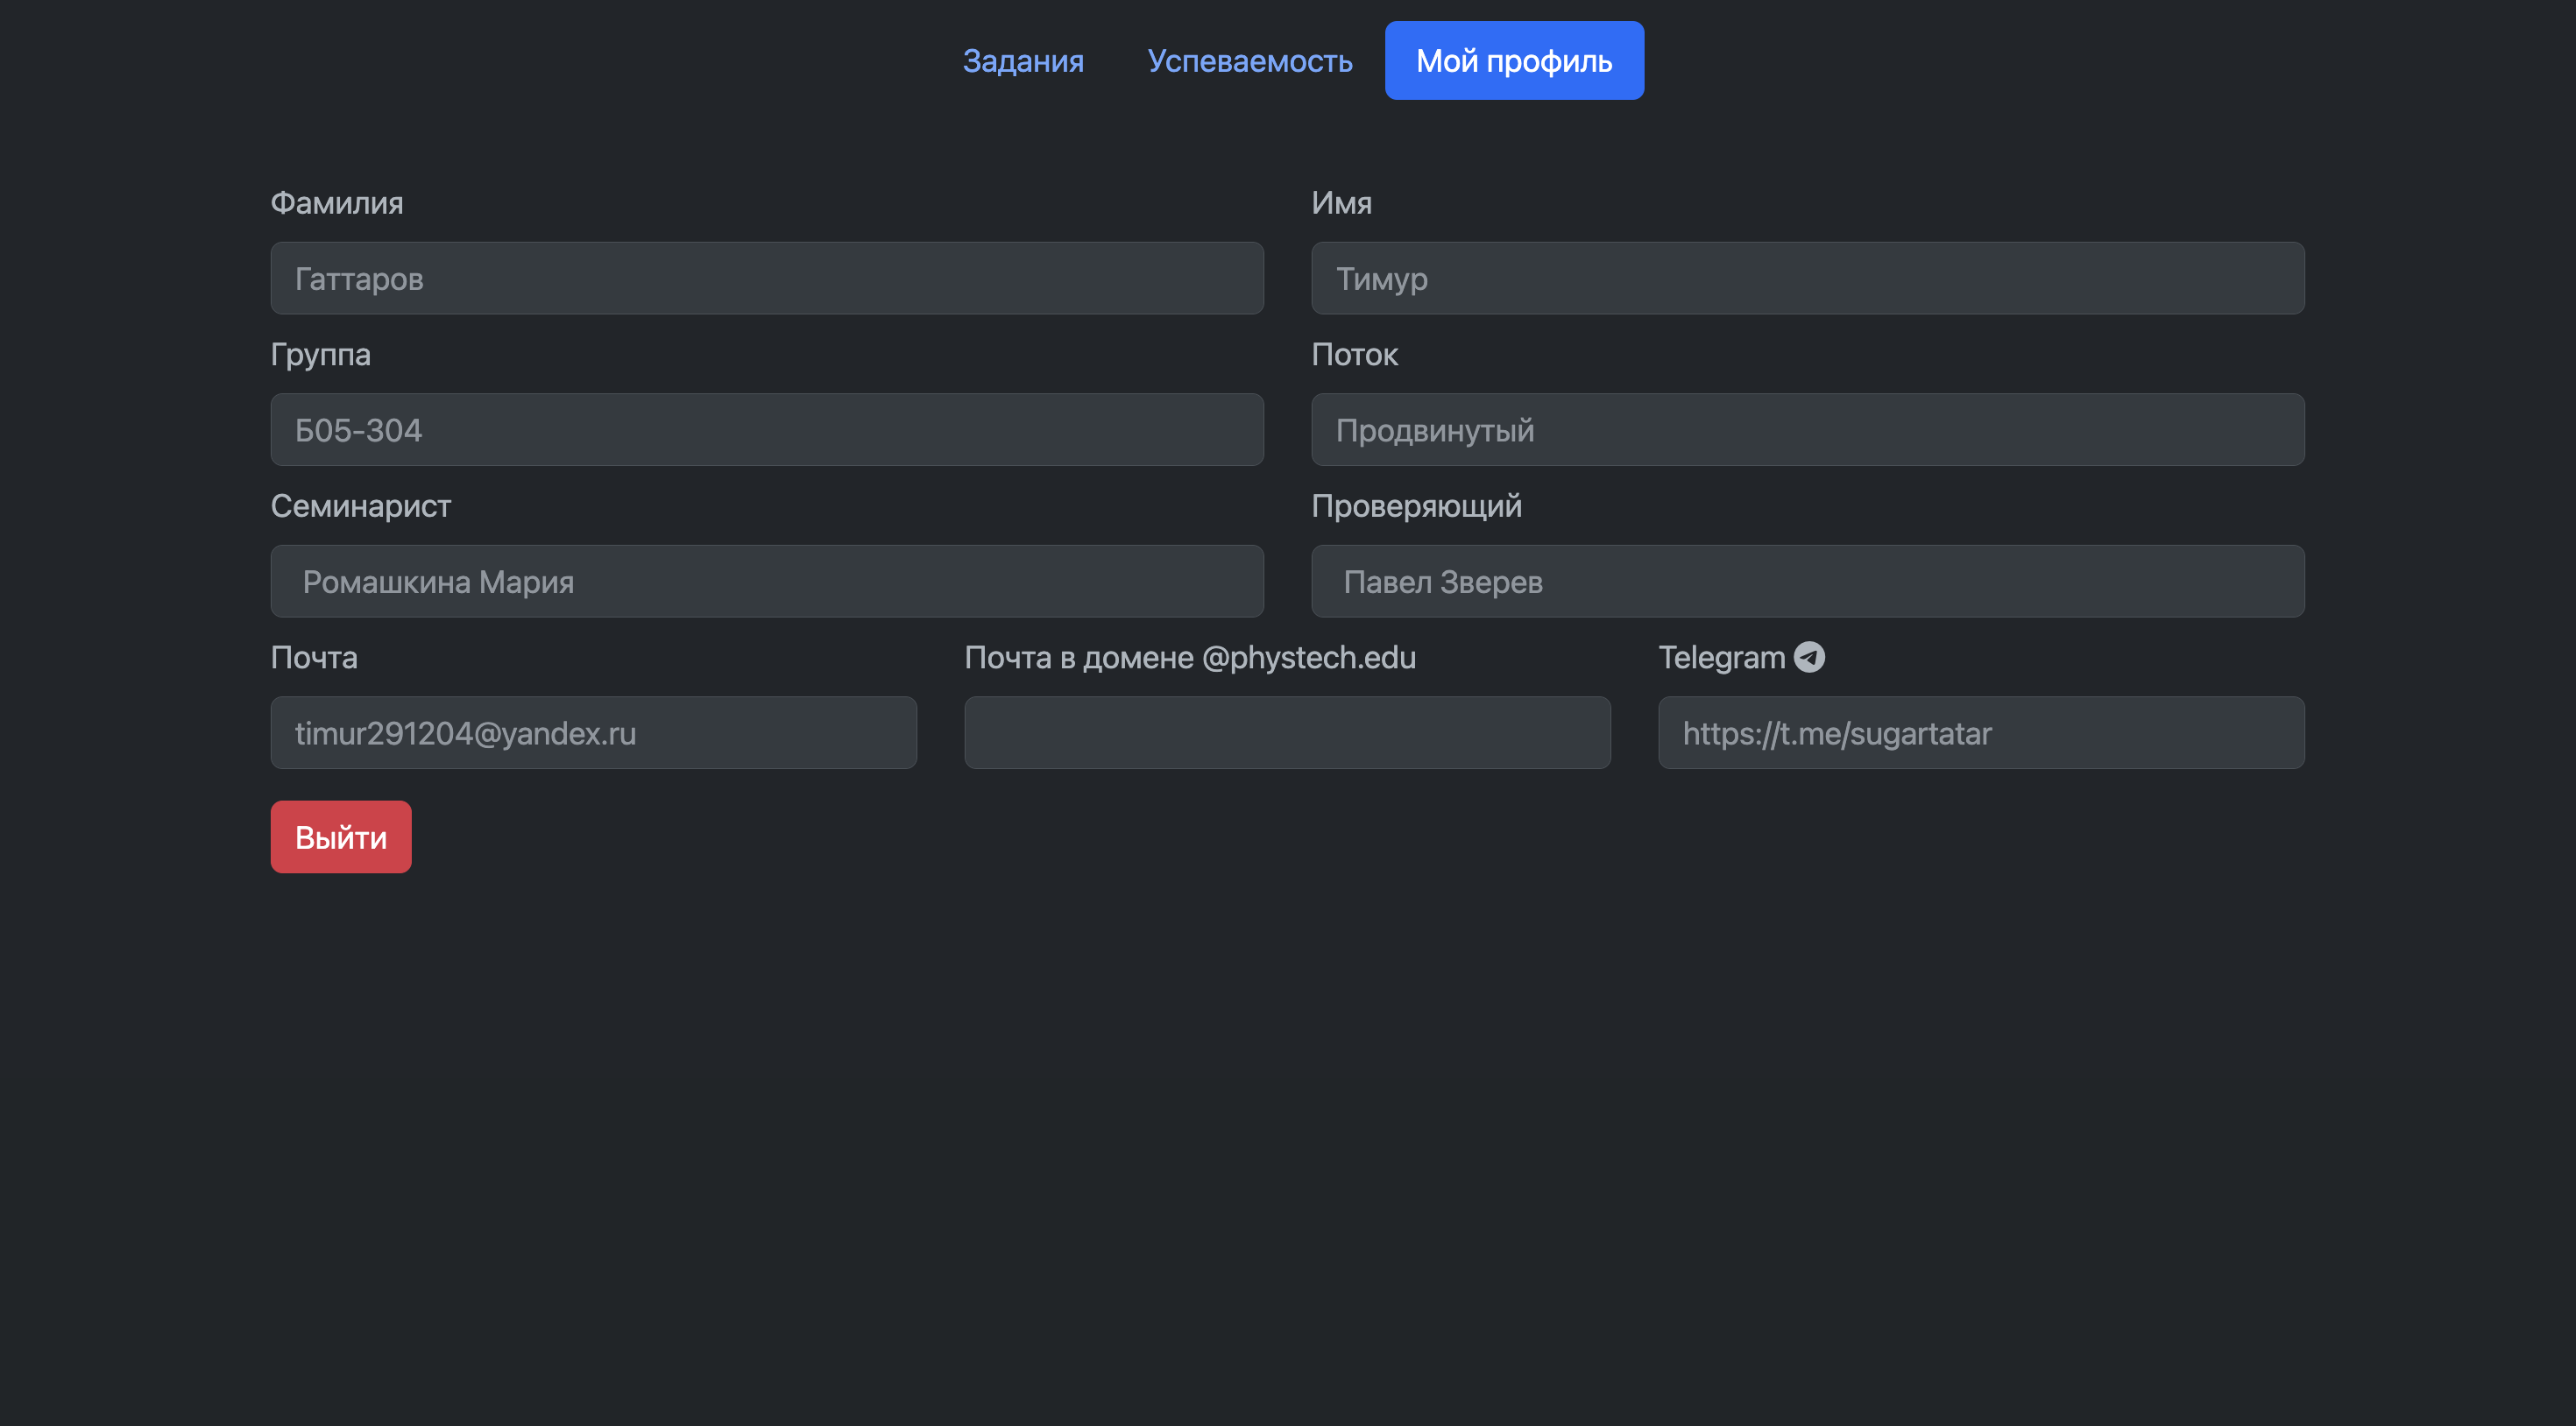 Задания Успеваемость Мой профиль
Фамилия Имя
Гаттаров Тимур
Группа Поток
Б05-304 Продвинутый
Семинарист Проверяющий
Ромашкина Мария Павел Зверев
Почта Почта в домене @phystech.edu Telegram
timur291204@yandex.ru https://t.me/sugartatar
Выйти